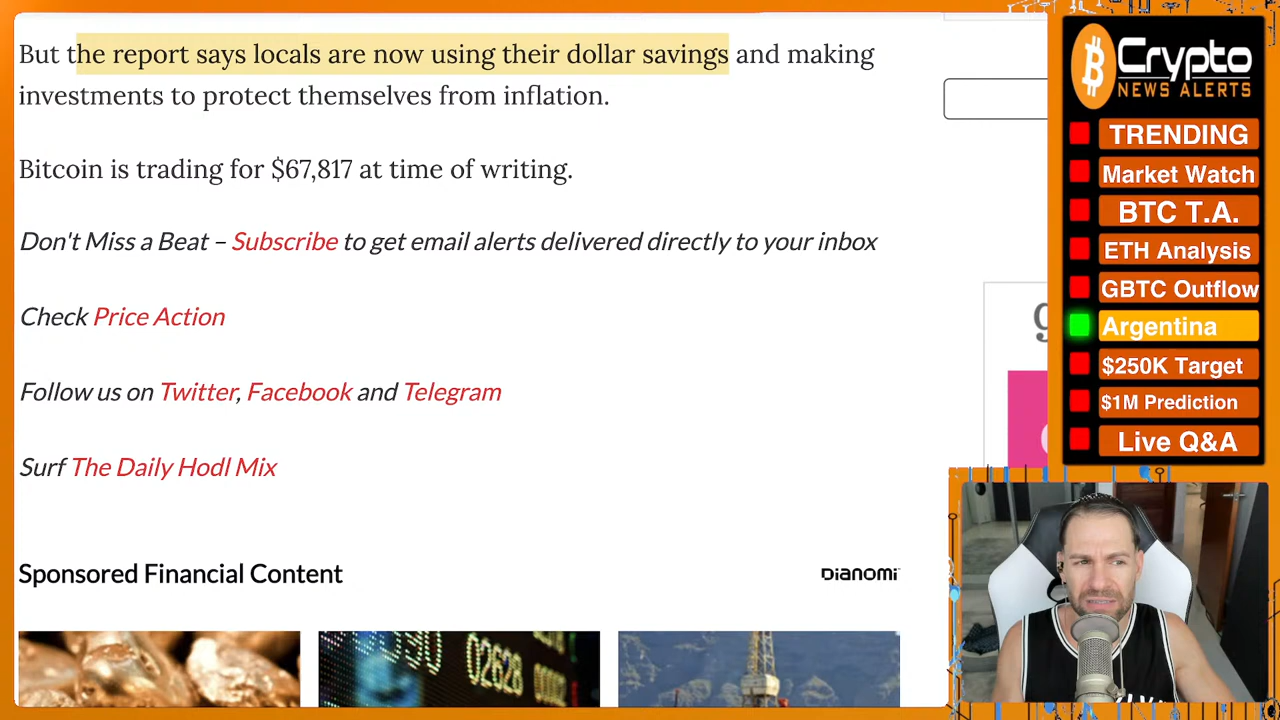 But the report says locals are now using their dollar savings and making
investments to protect themselves from inflation.
Bitcoin is trading for $67,817 at time of writing.
Don't Miss a Beat – Subscribe to get email alerts delivered directly to your inbox
Check Price Action
Follow us on Twitter, Facebook and Telegram
Surf The Daily Hodl Mix
Sponsored Financial Content
DIANOMI
02628
Crypto
NEWS ALERTS
TRENDING
Market Watch
BTC T.A.
ETH Analysis
GBTC Outflow
Argentina
$250K Target
$1M Prediction
Live Q&A